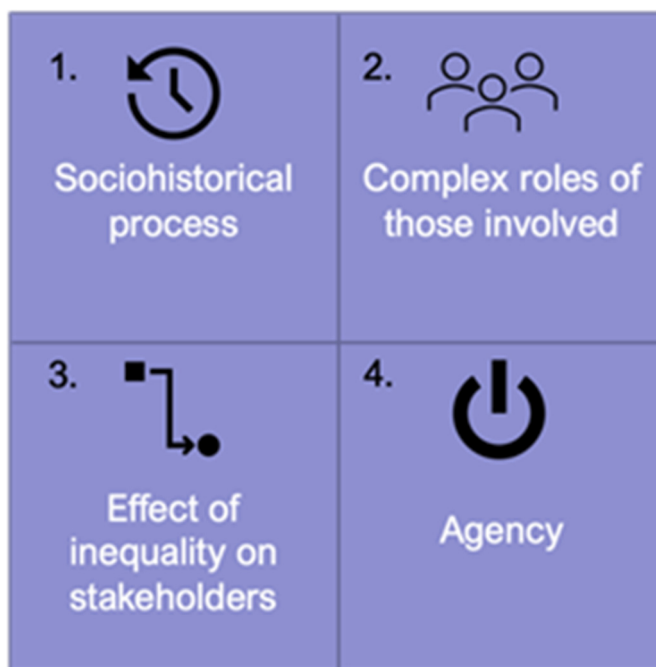 1.
Sociohistorical
process
2.
Complex roles of
those involved
3.
Effect of
inequality on
stakeholders
4.
Agency